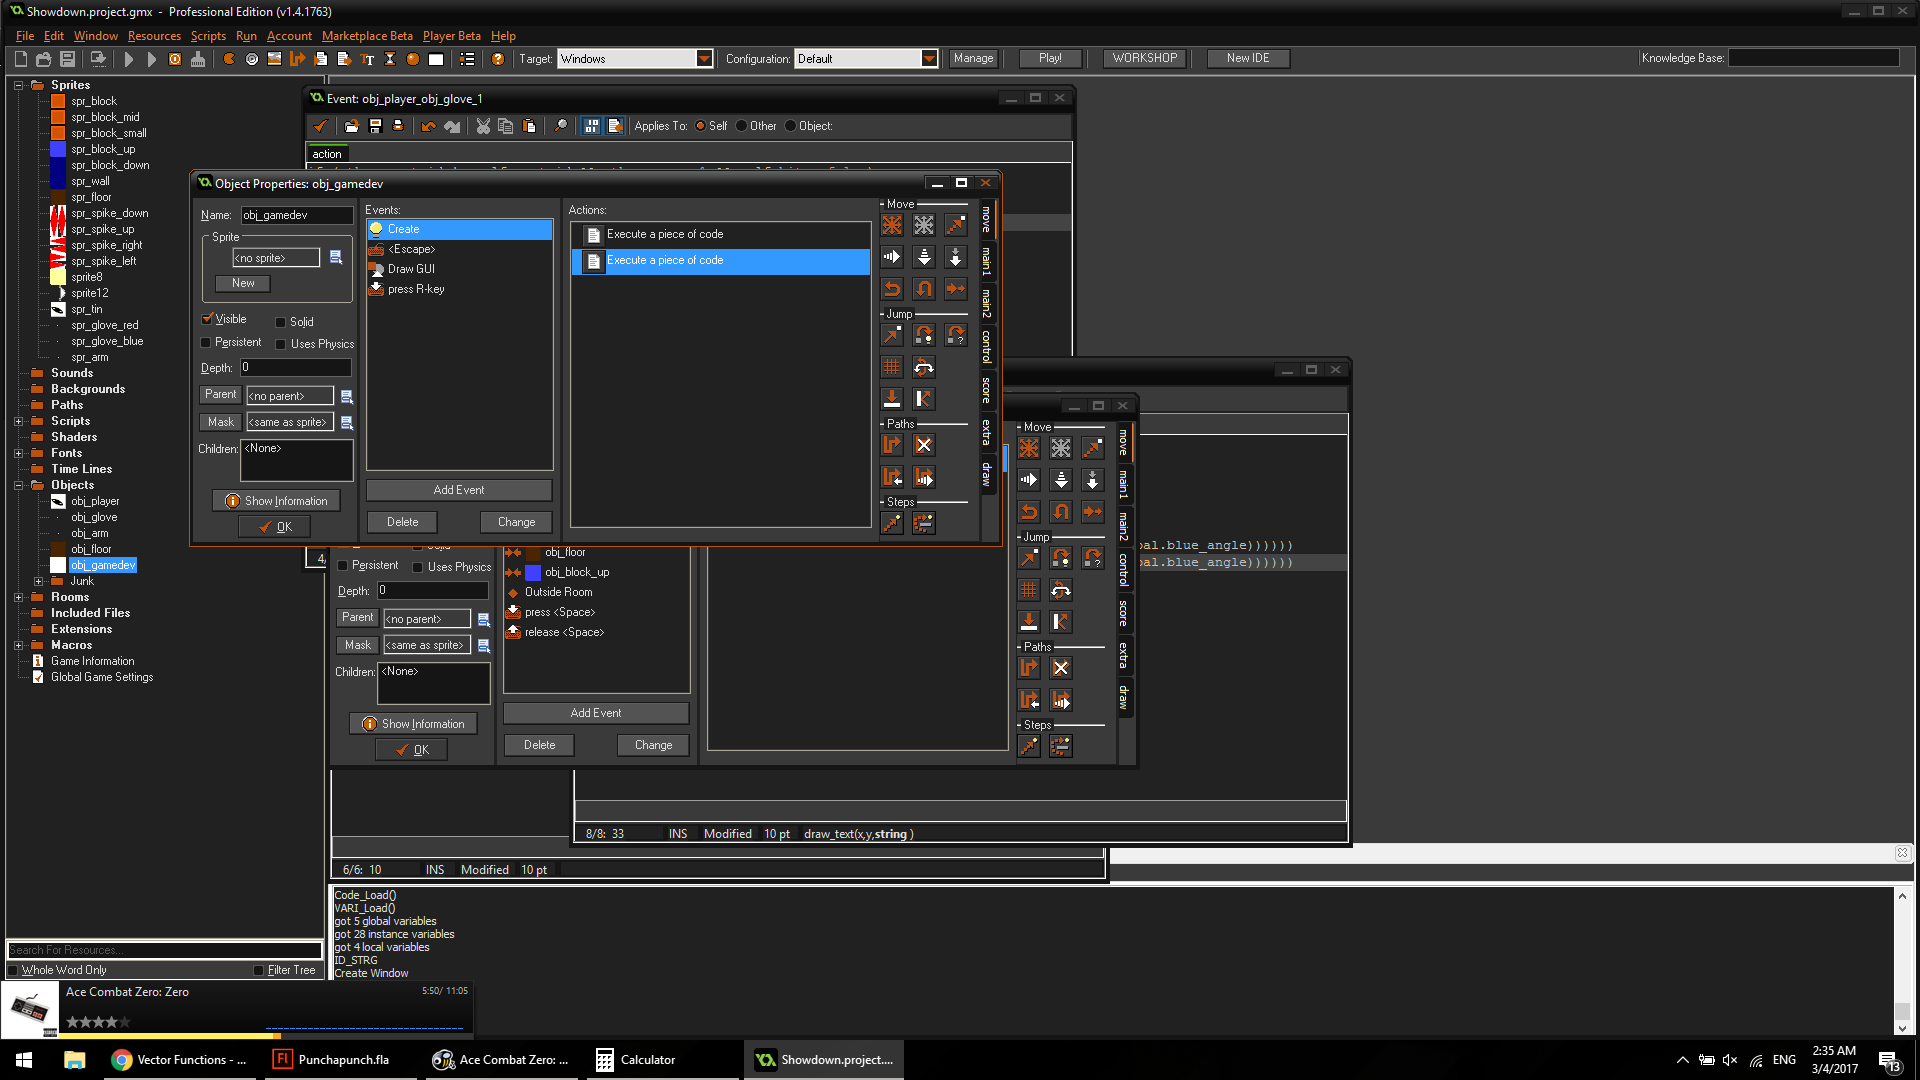 Showdown.project.gmx - Professional Edition (v1.4.1763)
File Edit Window Resources Scripts Run Account Marketplace Beta Player Beta Help
Target: Windows Configuration: Default Manage Play! WORKSHOP New IDE Knowledge Base:
Sprites
spr_block
spr_block_mid
spr_block_small
spr_block_up
spr_block_down
spr_wall
spr_floor
spr_spike_down
spr_spike_up
spr_spike_right
spr_spike_left
sprite8
sprite12
spr_tin
spr_glove_red
spr_glove_blue
spr_arm
Sounds
Backgrounds
Paths
Scripts
Shaders
Fonts
Time Lines
Objects
obj_player
obj_glove
obj_arm
obj_floor
obj_gamedev
Junk
Rooms
Included Files
Extensions
Macros
Game Information
Global Game Settings
Search For Resources...
Whole Word Only Filter Tree
Event: obj_player_obj_glove_1
Applies To: Self Other Object:
action
Object Properties: obj_gamedev
Name: obj_gamedev
Sprite
<no sprite>
New
Visible Solid
Persistent Uses Physics
Depth: 0
Parent <no parent>
Mask <same as sprite>
Children: <None>
Show Information
OK
Events:
Create
<Escape>
Draw GUI
press R-key
Add Event
Delete Change
Actions:
Execute a piece of code
Execute a piece of code
Move
Jump
Paths
Steps
move
main1
main2
control
score
extra
draw
4
Persistent Uses Physics
Depth: 0
Parent <no parent>
Mask <same as sprite>
Children: <None>
Show Information
OK
obj_floor
obj_block_up
Outside Room
press <Space>
release <Space>
Add Event
Delete Change
Move
Jump
Paths
Steps
move
main1
main2
control
score
extra
draw
bal.blue_angle))))))
bal.blue_angle))))))
8/8: 33 INS Modified 10 pt draw_text(x,y,string )
6/6: 10 INS Modified 10 pt
Code_Load()
VARI_Load()
got 5 global variables
got 28 instance variables
got 4 local variables
ID_STRG
Create Window
Ace Combat Zero: Zero 5:50/ 11:05
Vector Functions - ... Punchapunch.fla Ace Combat Zero: ... Calculator Showdown.project.... ENG 2:35 AM
3/4/2017 13